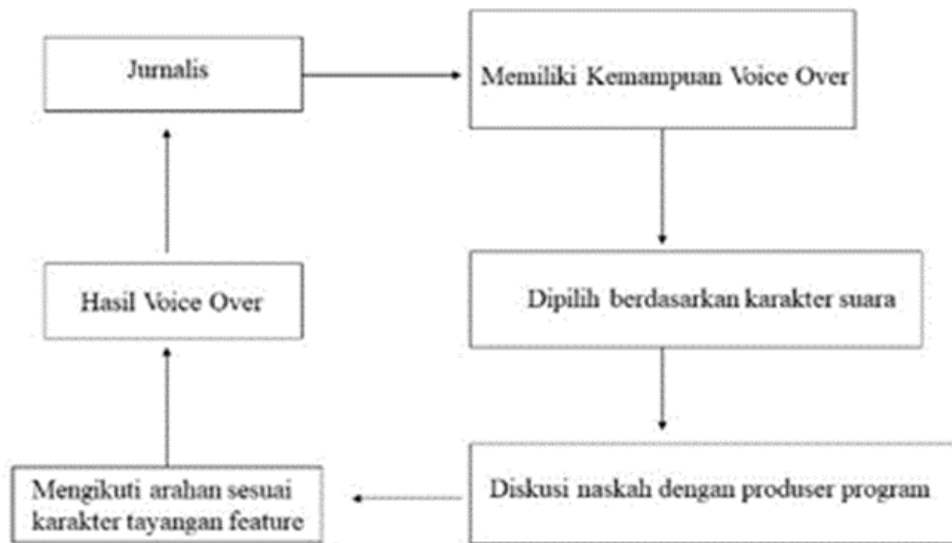 Jurnalis
Memiliki Kemampuan Voice Over
Hasil Voice Over
Dipilih berdasarkan karakter suara
Mengikuti arahan sesuai
karakter tayangan feature
Diskusi naskah dengan produser program